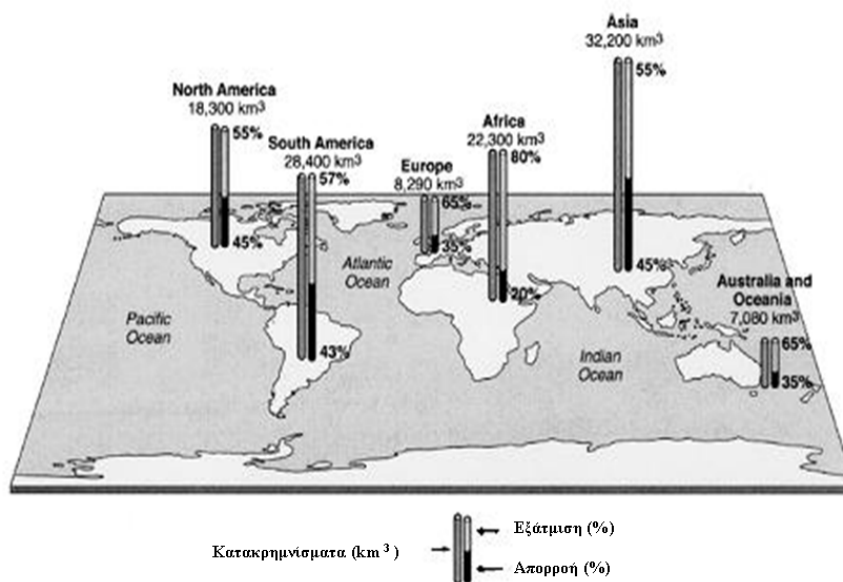 Asia
32,200 km³
55%
45%
North America
18,300 km³
55%
45%
South America
28,400 km³
57%
43%
Europe
8,290 km³
65%
35%
Africa
22,300 km³
80%
20%
Australia and
Oceania
7,080 km³
65%
35%
Atlantic
Ocean
Pacific
Ocean
Indian
Ocean
Κατακρημνίσματα (km ³ )
Εξάτμιση (%)
Απορροή (%)